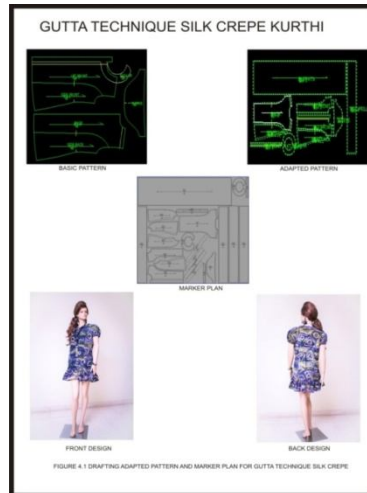 GUTTA TECHNIQUE SILK CREPE KURTHI
BASIC PATTERN
ADAPTED PATTERN
MARKER PLAN
FRONT DESIGN
BACK DESIGN
FIGURE 4.1 DRAFTING ADAPTED PATTERN AND MARKER PLAN FOR GUTTA TECHNIQUE SILK CREPE